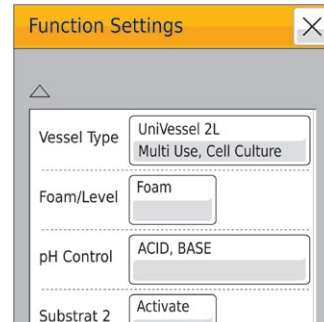 Function Settings
Vessel Type
UniVessel 2L
Multi Use, Cell Culture
Foam/Level
Foam
pH Control
ACID, BASE
Substrat 2
Activate